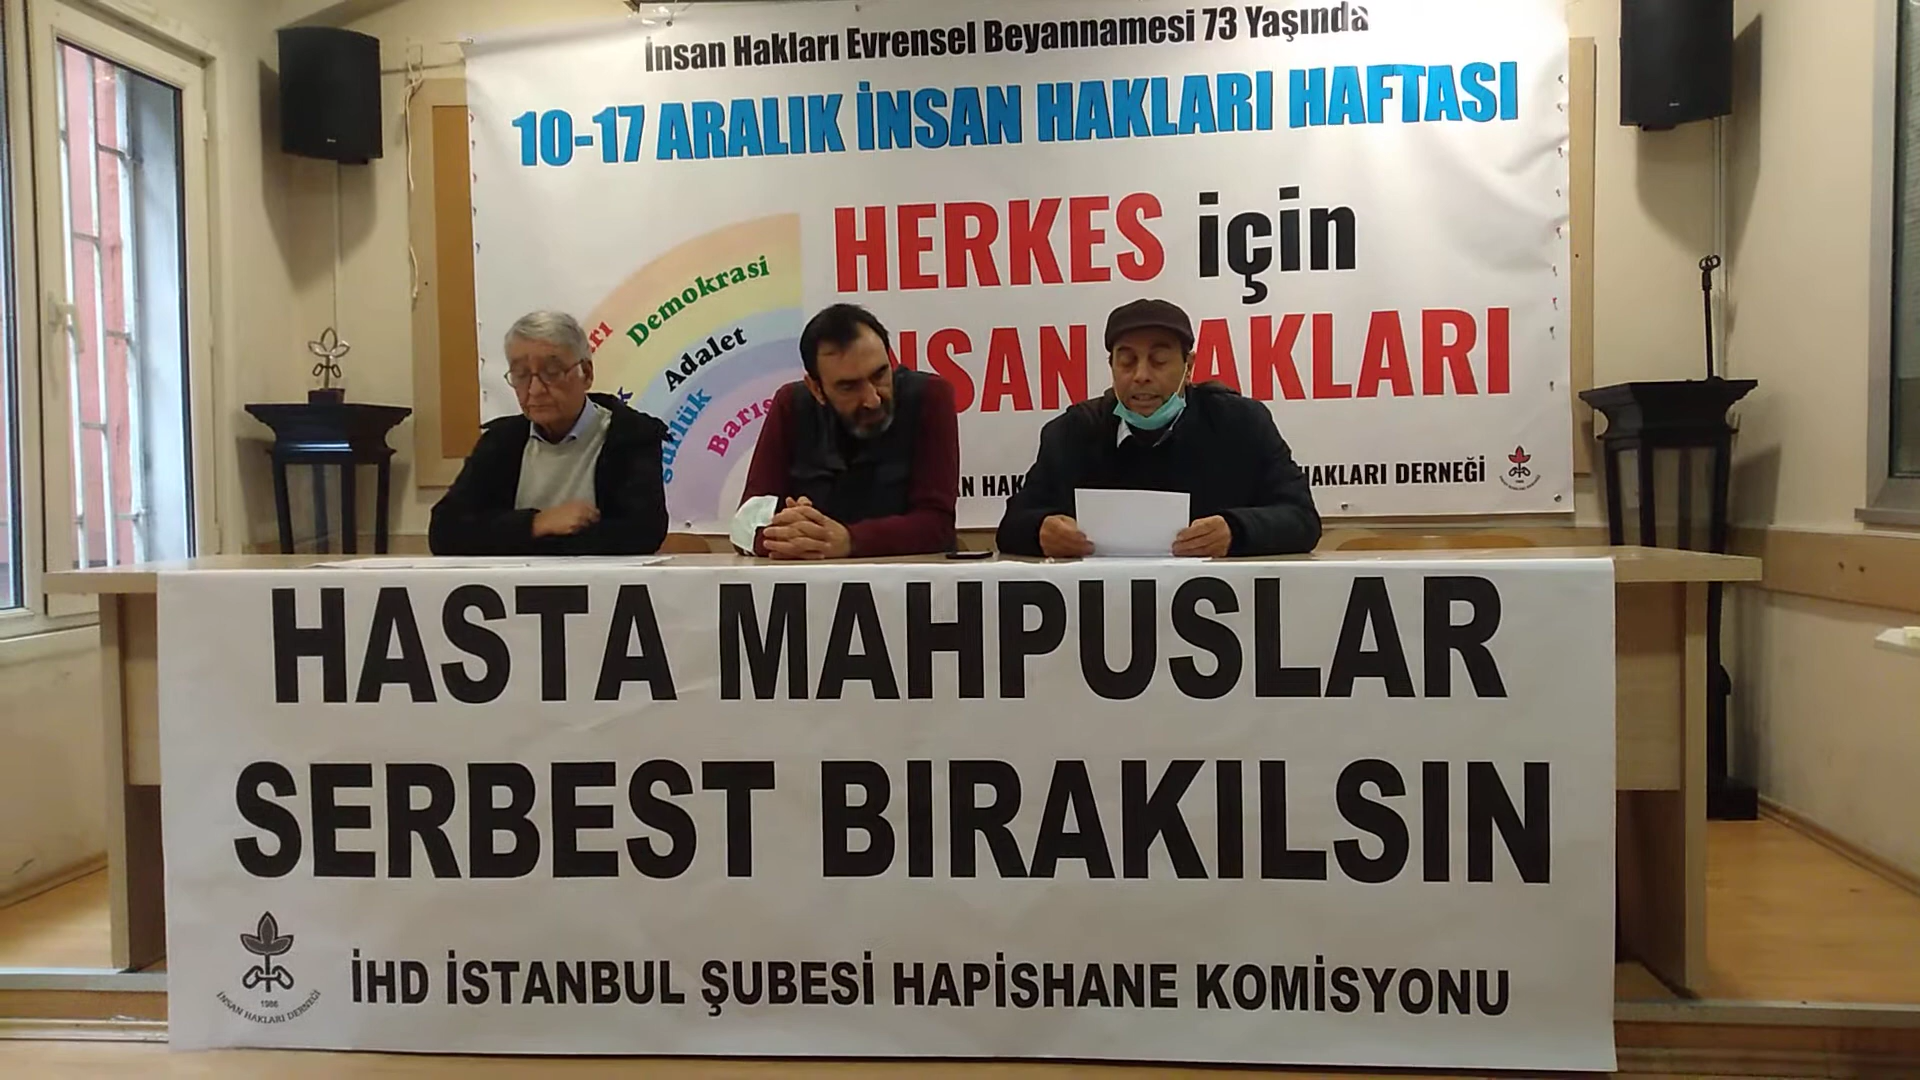 İnsan Hakları Evrensel Beyannamesi 73 Yaşında
10-17 ARALIK İNSAN HAKLARI HAFTASI
HERKES için
Demokrasi
Adalet
Barış
HAKLARI DERNEĞİ
HASTA MAHPUSLAR
SERBEST BIRAKILSIN
1986
İNSAN HAKLARI DERNEĞİ
İHD İSTANBUL ŞUBESİ HAPİSHANE KOMİSYONU